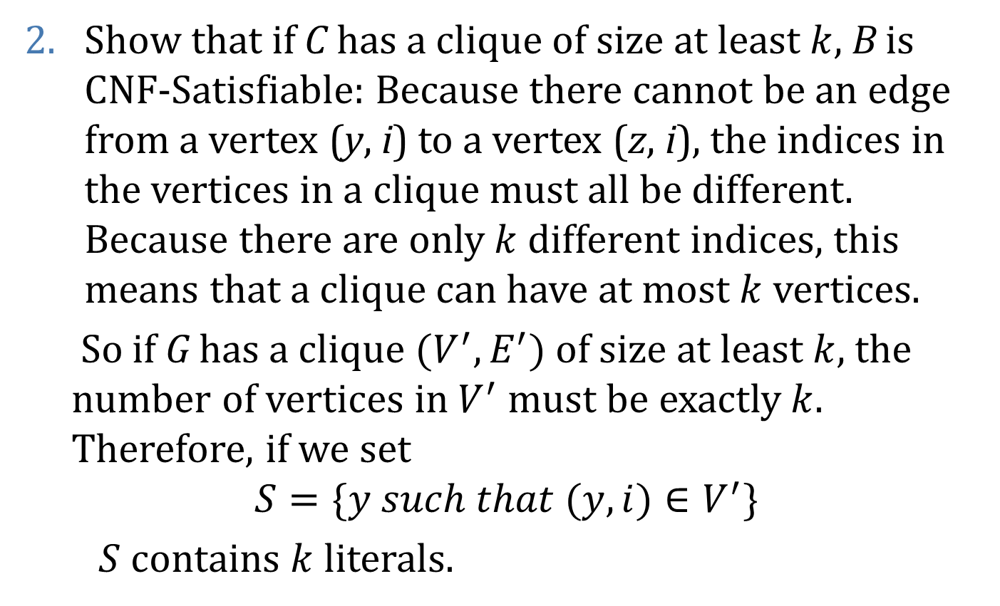 2. Show that if C has a clique of size at least k, B is
CNF-Satisfiable: Because there cannot be an edge
from a vertex (y, i) to a vertex (z, i), the indices in
the vertices in a clique must all be different.
Because there are only k different indices, this
means that a clique can have at most k vertices.
So if G has a clique (V′, E′) of size at least k, the
number of vertices in V′ must be exactly k.
Therefore, if we set
S = {y such that (y, i) ∈ V′}
S contains k literals.